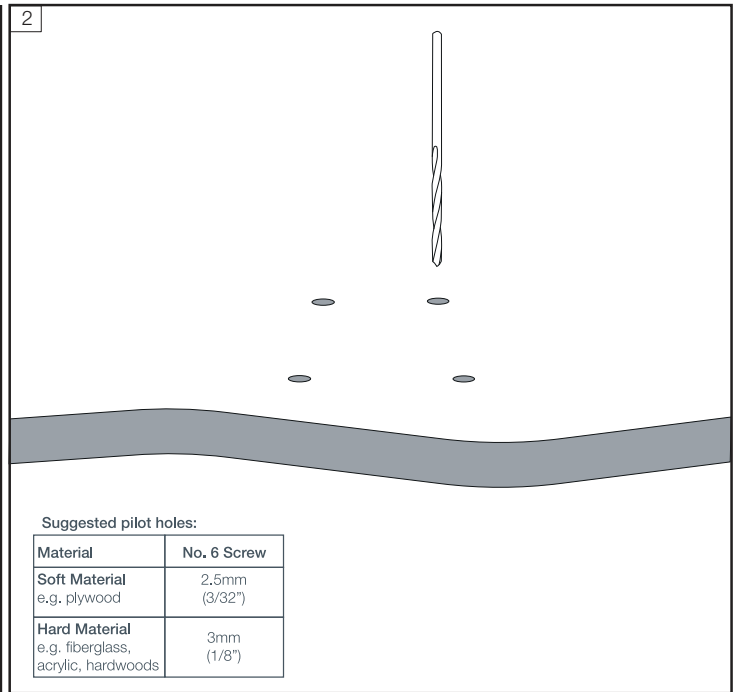 2
Suggested pilot holes:
Material No. 6 Screw
Soft Material
e.g. plywood
2.5mm
(3/32”)
Hard Material
e.g. fiberglass,
acrylic, hardwoods
3mm
(1/8”)